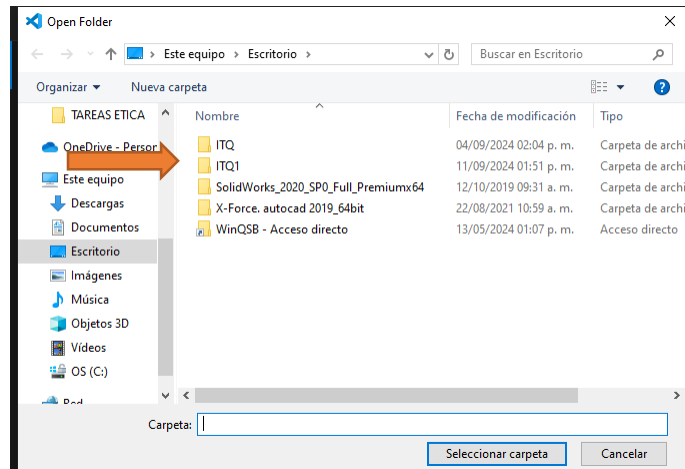 Open Folder
Este equipo > Escritorio >
Buscar en Escritorio
Organizar Nueva carpeta
TAREAS ETICA
OneDrive - Person
Este equipo
Descargas
Documentos
Escritorio
Imágenes
Música
Objetos 3D
Vídeos
OS (C:)
Red
Nombre Fecha de modificación Tipo
ITQ 04/09/2024 02:04 p. m. Carpeta de archi
ITQ1 11/09/2024 01:51 p. m. Carpeta de archi
SolidWorks_2020_SP0_Full_Premiumx64 12/10/2019 09:31 a. m. Carpeta de archi
X-Force. autocad 2019_64bit 22/08/2021 10:59 a. m. Carpeta de archi
WinQSB - Acceso directo 13/05/2024 01:07 p. m. Acceso directo
Carpeta:
Seleccionar carpeta Cancelar